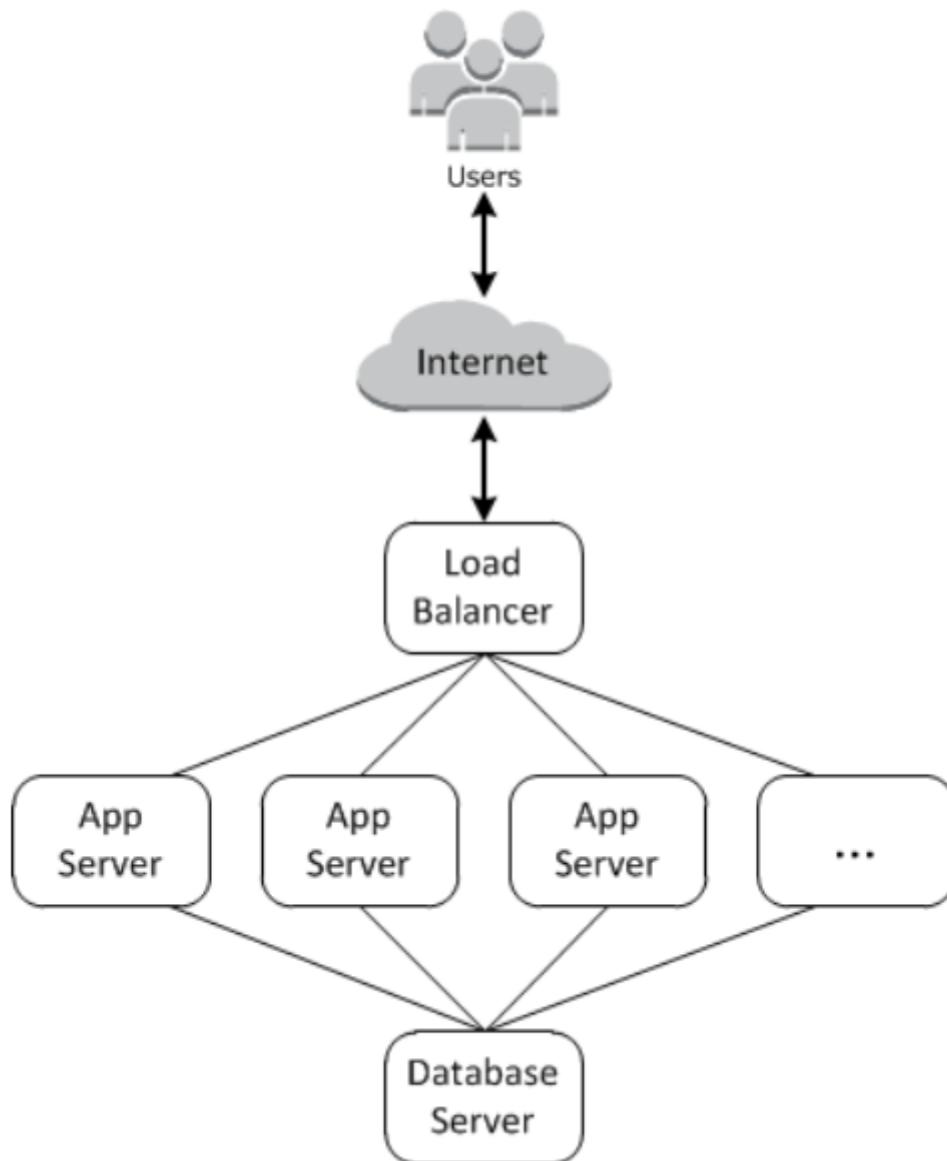 Users
Internet
Load
Balancer
App
Server
App
Server
App
Server
...
Database
Server